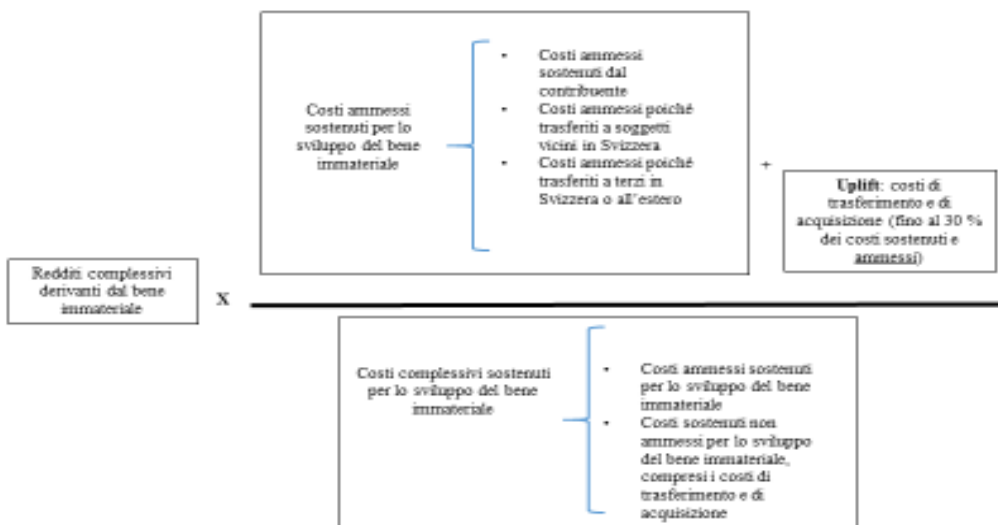 Costi ammessi
sostenuti per lo
sviluppo del bene
immateriale
• Costi ammessi
sostenuti dal
contribuente
• Costi ammessi poiché
trasferiti a soggetti
vicini in Svizzera
• Costi ammessi poiché
trasferiti a terzi in
Svizzera o all'estero
+
Uplift: costi di
trasferimento e di
acquisizione (fino al 30 %
dei costi sostenuti e
ammessi)
Redditi complessivi
derivanti dal bene
immateriale
X
Costi complessivi sostenuti
per lo sviluppo del bene
immateriale
• Costi ammessi sostenuti
per lo sviluppo del bene
immateriale
• Costi sostenuti non
ammessi per lo sviluppo
del bene immateriale,
compresi i costi di
trasferimento e di
acquisizione